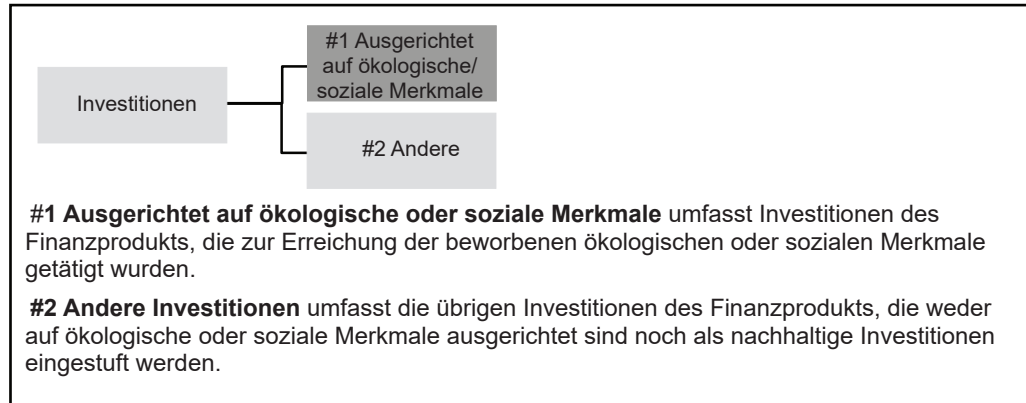 #1 Ausgerichtet
auf ökologische/
soziale Merkmale
Investitionen
#2 Andere
#1 Ausgerichtet auf ökologische oder soziale Merkmale umfasst Investitionen des
Finanzprodukts, die zur Erreichung der beworbenen ökologischen oder sozialen Merkmale
getätigt wurden.
#2 Andere Investitionen umfasst die übrigen Investitionen des Finanzprodukts, die weder
auf ökologische oder soziale Merkmale ausgerichtet sind noch als nachhaltige Investitionen
eingestuft werden.